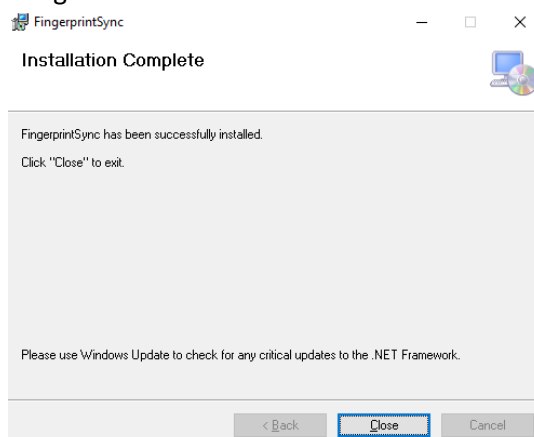 FingerprintSync
Installation Complete
FingerprintSync has been successfully installed.
Click "Close" to exit.
Please use Windows Update to check for any critical updates to the .NET Framework.
< Back
Close
Cancel